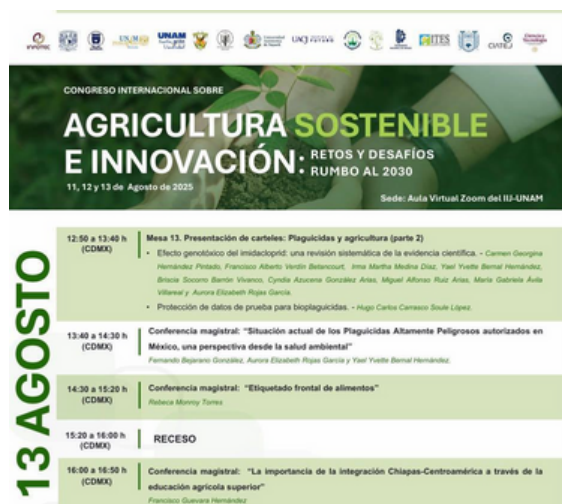 INFOTEC
UNAM
UACJ
ITES
CIATEJ
Ciencia y
Tecnología
CONGRESO INTERNACIONAL SOBRE
AGRICULTURA SOSTENIBLE
E INNOVACIÓN: RETOS Y DESAFÍOS
RUMBO AL 2030
11, 12 y 13 de Agosto de 2025
Sede: Aula Virtual Zoom del IIJ-UNAM
13 AGOSTO
12:50 a 13:40 h
(CDMX)
Mesa 13. Presentación de carteles: Plaguicidas y agricultura (parte 2)
• Efecto genotóxico del imidacloprid: una revisión sistemática de la evidencia científica. - Carmen Georgina
Hernández Pintado, Francisco Alberto Verdín Betancourt, Irma Martha Medina Díaz, Yael Yvette Bernal Hernández,
Briscia Socorro Barrón Vivanco, Cyndia Azucena González Arias, Miguel Alfonso Ruiz Arias, María Gabriela Ávila
Villareal y Aurora Elizabeth Rojas García.
• Protección de datos de prueba para bioplaguicidas. - Hugo Carlos Carrasco Soule López.
13:40 a 14:30 h
(CDMX)
Conferencia magistral: “Situación actual de los Plaguicidas Altamente Peligrosos autorizados en
México, una perspectiva desde la salud ambiental”
Fernando Bejarano González, Aurora Elizabeth Rojas García y Yael Yvette Bernal Hernández.
14:30 a 15:20 h
(CDMX)
Conferencia magistral: “Etiquetado frontal de alimentos”
Rebeca Monroy Torres
15:20 a 16:00 h
(CDMX)
RECESO
16:00 a 16:50 h
(CDMX)
Conferencia magistral: “La importancia de la integración Chiapas-Centroamérica a través de la
educación agrícola superior”
Francisco Guevara Hernández